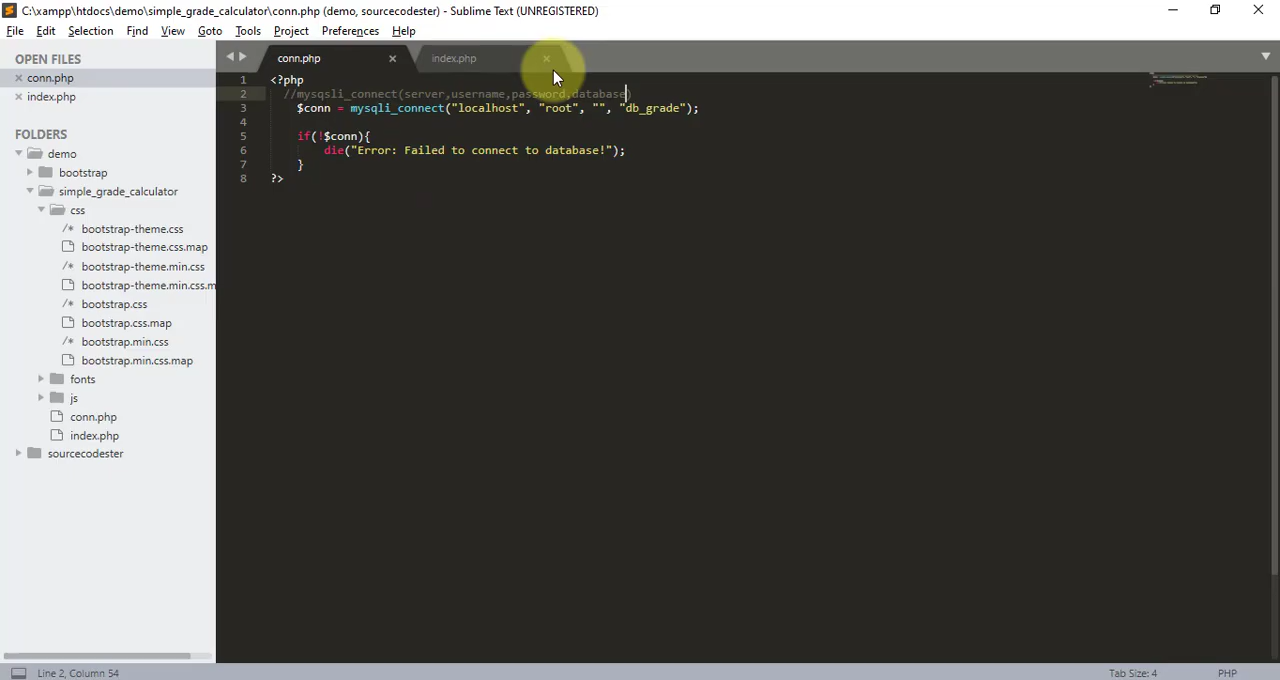 C:\xampp\htdocs\demo\simple_grade_calculator\conn.php (demo, sourcecodester) - Sublime Text (UNREGISTERED)
File Edit Selection Find View Goto Tools Project Preferences Help
OPEN FILES
conn.php
index.php
FOLDERS
demo
bootstrap
simple_grade_calculator
css
/* bootstrap-theme.css
bootstrap-theme.css.map
/* bootstrap-theme.min.css
bootstrap-theme.min.css.m
/* bootstrap.css
bootstrap.css.map
/* bootstrap.min.css
bootstrap.min.css.map
fonts
js
conn.php
index.php
sourcecodester
conn.php index.php
1 <?php
2 //mysqsli_connect(server,username,password,database)
3 $conn = mysqli_connect("localhost", "root", "", "db_grade");
4
5 if(!$conn){
6 die("Error: Failed to connect to database!");
7 }
8 ?>
Line 2, Column 54
Tab Size: 4
PHP